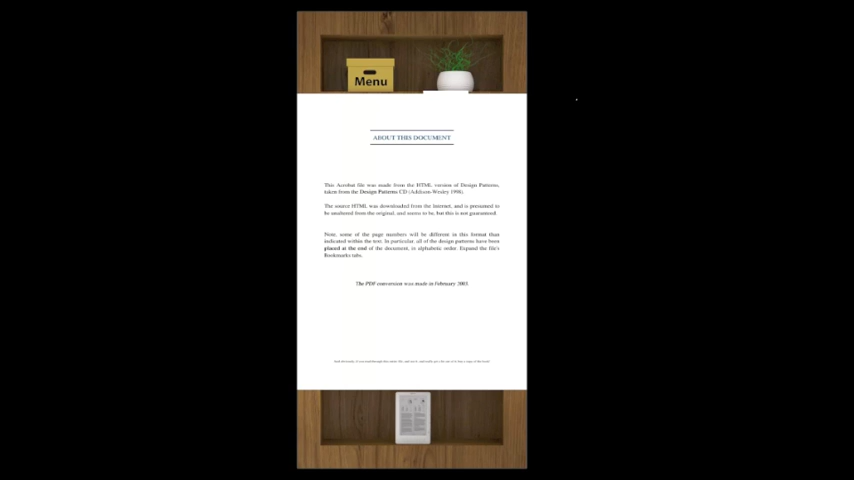 Menu
ABOUT THIS DOCUMENT
This Acrobat file was made from the HTML version of Design Patterns,
taken from the Design Patterns CD (Addison-Wesley 1998).
The source HTML was downloaded from the Internet, and is presumed to
be unaltered from the original, and seems to be, but this is not guaranteed.
Note, some of the page numbers will be different in this format than
indicated within the text. In particular, all of the design patterns have been
placed at the end of the document, in alphabetic order. Expand the file's
Bookmarks tabs.
The PDF conversion was made in February 2003.